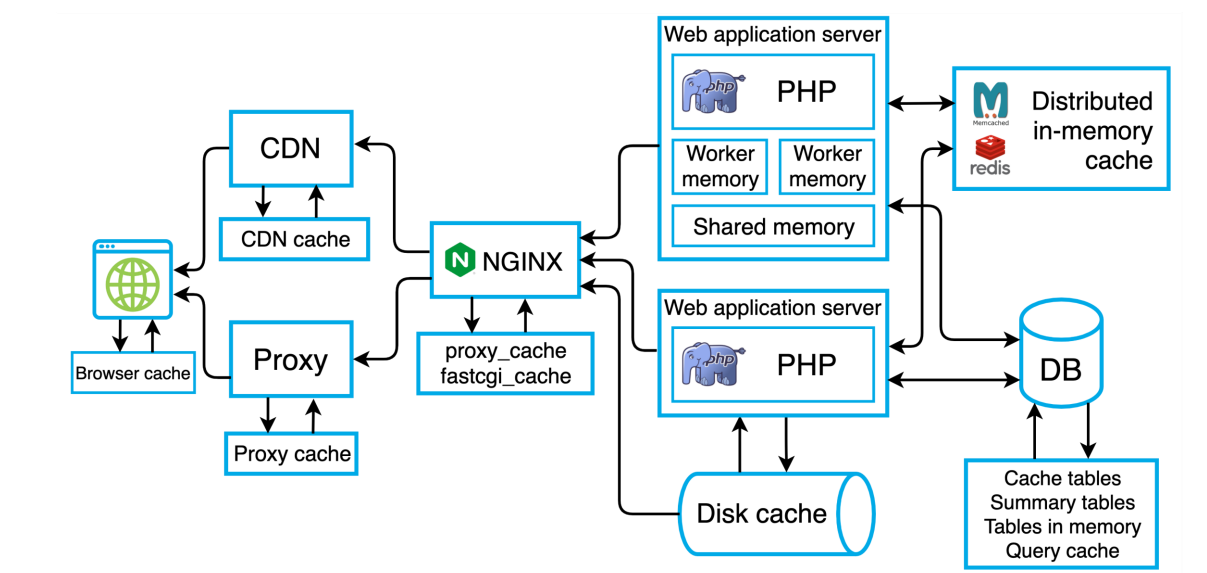 Web application server
php
PHP
Worker
memory
Worker
memory
Shared memory
Memcached
redis
Distributed
in-memory
cache
CDN
CDN cache
NGINX
proxy_cache
fastcgi_cache
Browser cache
Proxy
Proxy cache
Web application server
php
PHP
Disk cache
DB
Cache tables
Summary tables
Tables in memory
Query cache